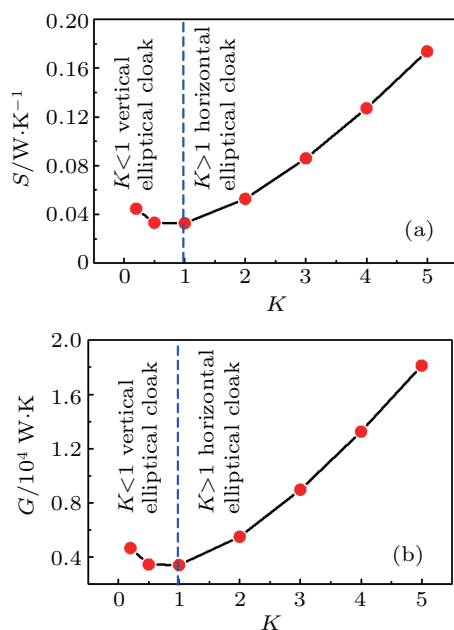 0.20
0.16
0.12
0.08
0.04
0
S/W·K−1
K<1 vertical
elliptical cloak
K>1 horizontal
elliptical cloak
(a)
0 1 2 3 4 5
K
2.0
1.6
1.2
0.8
0.4
G/10⁴ W·K
K<1 vertical
elliptical cloak
K>1 horizontal
elliptical cloak
(b)
0 1 2 3 4 5
K